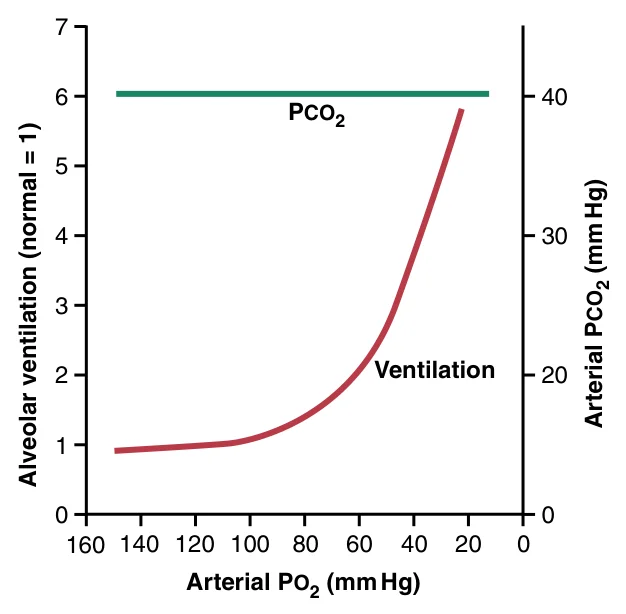 7
6
5
4
3
2
1
0
Alveolar ventilation (normal = 1)
PCO2
Ventilation
40
30
20
0
Arterial PCO2 (mm Hg)
160 140 120 100 80 60 40 20 0
Arterial PO2 (mm Hg)